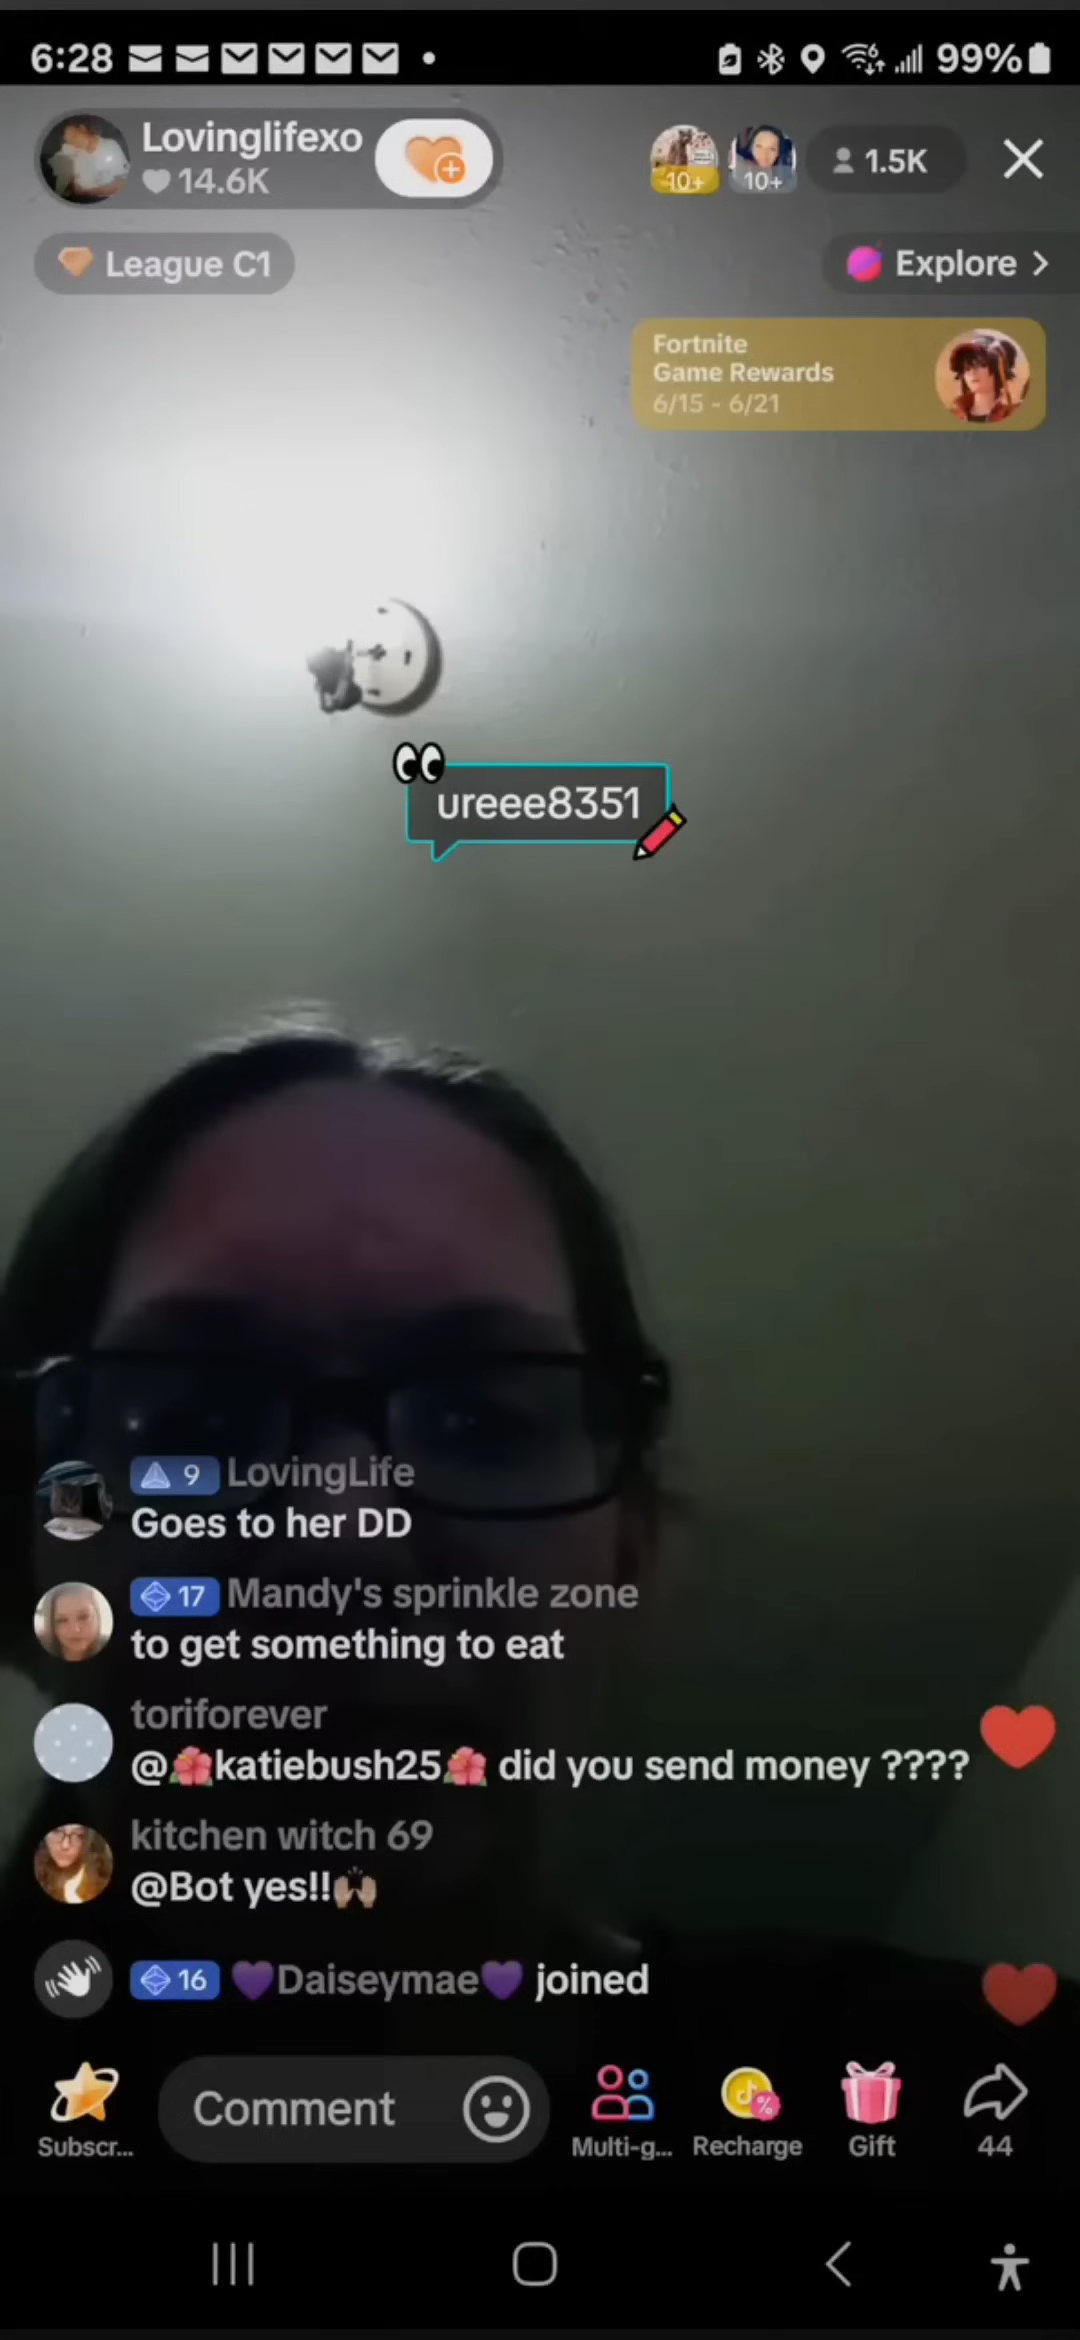 6:28
99%
Lovinglifexo
14.6K
10+
10+
1.5K
League C1
Explore >
Fortnite
Game Rewards
6/15 - 6/21
ureee8351
9 LovingLife
Goes to her DD
17 Mandy's sprinkle zone
to get something to eat
toriforever
@🌺katiebush25🌺 did you send money ????
kitchen witch 69
@Bot yes!!🙌🏽
16 💜Daiseymae💜 joined
Comment
Subscr...
Multi-g...
Recharge
Gift
44